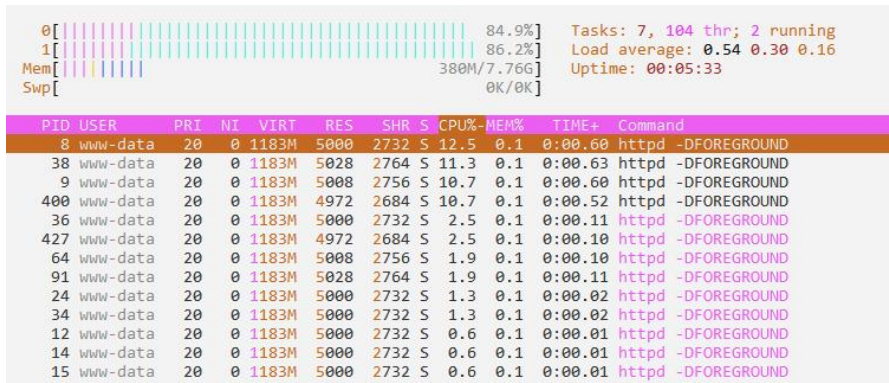 0[|||||||||||||||||||||||||||||||||||||||||||| 84.9%] Tasks: 7, 104 thr; 2 running
1[||||||||||||||||||||||||||||||||||||||||||||| 86.2%] Load average: 0.54 0.30 0.16
Mem[||||||||| 380M/7.76G] Uptime: 00:05:33
Swp[ 0K/0K]
PID USER PRI NI VIRT RES SHR S CPU%-MEM% TIME+ Command
8 www-data 20 0 1183M 5000 2732 S 12.5 0.1 0:00.60 httpd -DFOREGROUND
38 www-data 20 0 1183M 5028 2764 S 11.3 0.1 0:00.63 httpd -DFOREGROUND
9 www-data 20 0 1183M 5008 2756 S 10.7 0.1 0:00.60 httpd -DFOREGROUND
400 www-data 20 0 1183M 4972 2684 S 10.7 0.1 0:00.52 httpd -DFOREGROUND
36 www-data 20 0 1183M 5000 2732 S 2.5 0.1 0:00.11 httpd -DFOREGROUND
427 www-data 20 0 1183M 4972 2684 S 2.5 0.1 0:00.10 httpd -DFOREGROUND
64 www-data 20 0 1183M 5008 2756 S 1.9 0.1 0:00.10 httpd -DFOREGROUND
91 www-data 20 0 1183M 5028 2764 S 1.9 0.1 0:00.11 httpd -DFOREGROUND
24 www-data 20 0 1183M 5000 2732 S 1.3 0.1 0:00.02 httpd -DFOREGROUND
34 www-data 20 0 1183M 5000 2732 S 1.3 0.1 0:00.02 httpd -DFOREGROUND
12 www-data 20 0 1183M 5000 2732 S 0.6 0.1 0:00.01 httpd -DFOREGROUND
14 www-data 20 0 1183M 5000 2732 S 0.6 0.1 0:00.01 httpd -DFOREGROUND
15 www-data 20 0 1183M 5000 2732 S 0.6 0.1 0:00.01 httpd -DFOREGROUND